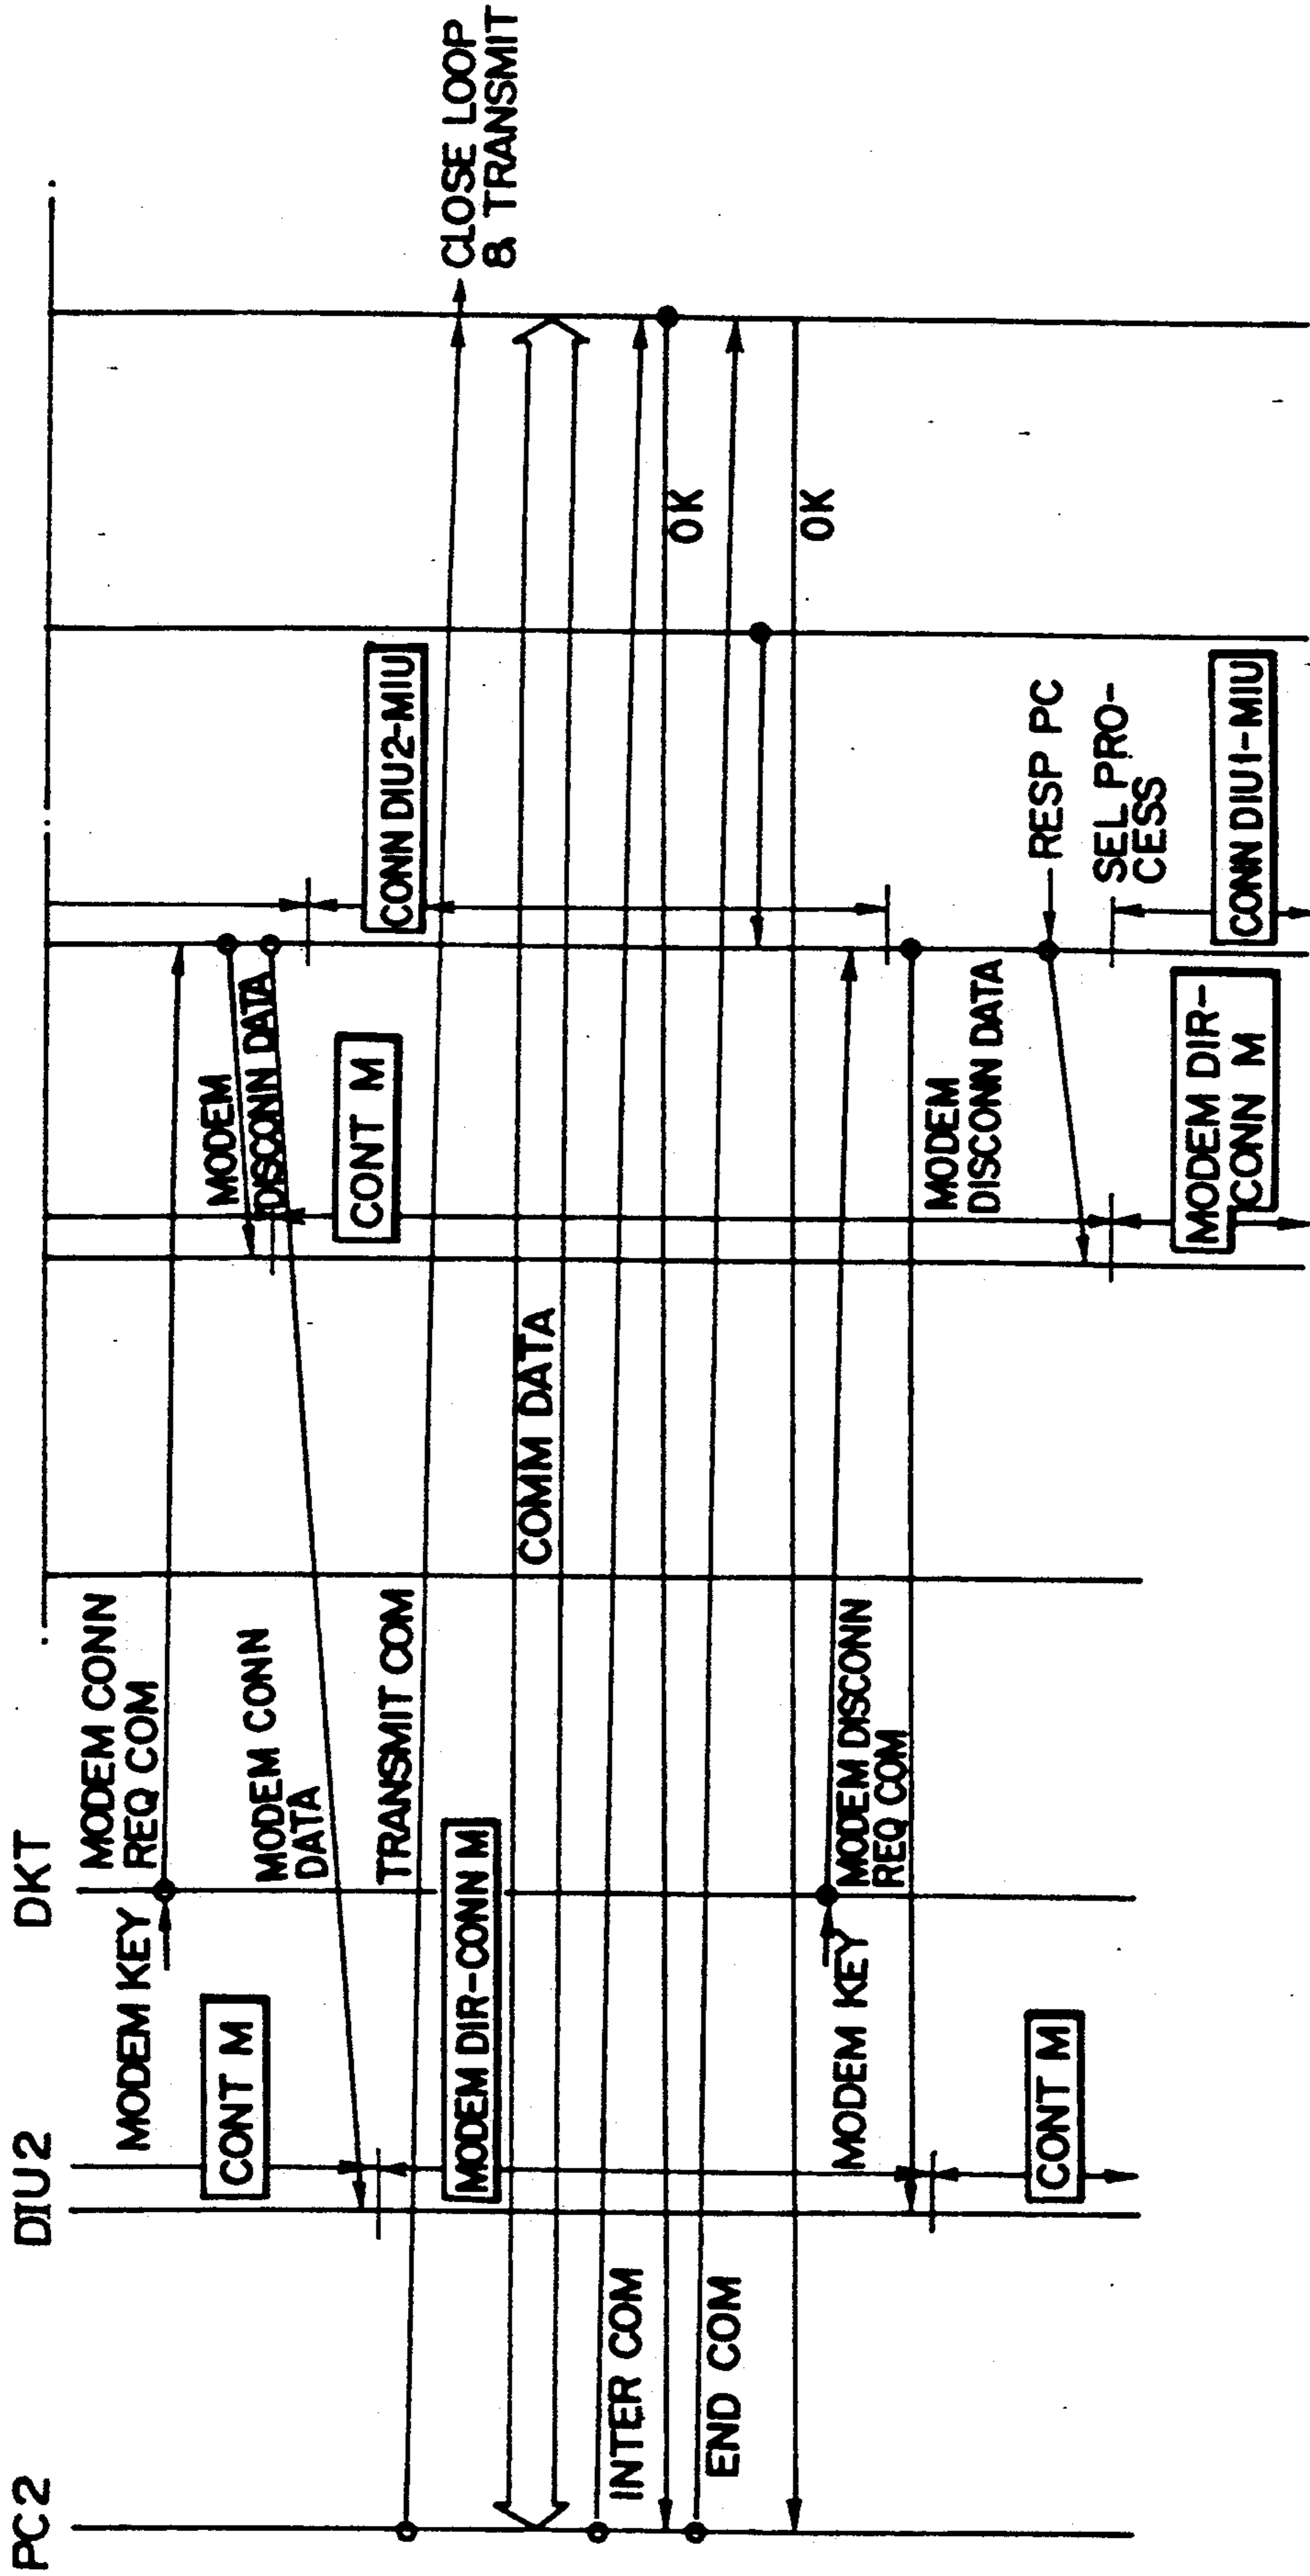 PC2
DIU2
DKT
MODEM KEY
MODEM CONN
REQ COM
CONT M
MODEM CONN
DATA
MODEM
DISCONN DATA
CONT M
CONN DIU2-MIU
TRANSMIT COM
CLOSE LOOP
& TRANSMIT
MODEM DIR-CONN M
COMM DATA
INTER COM
OK
END COM
OK
MODEM KEY
MODEM DISCONN
REQ COM
MODEM
DISCONN DATA
RESP PC
SEL PRO-
CESS
CONT M
MODEM DIR-
CONN M
CONN DIU1-MIU